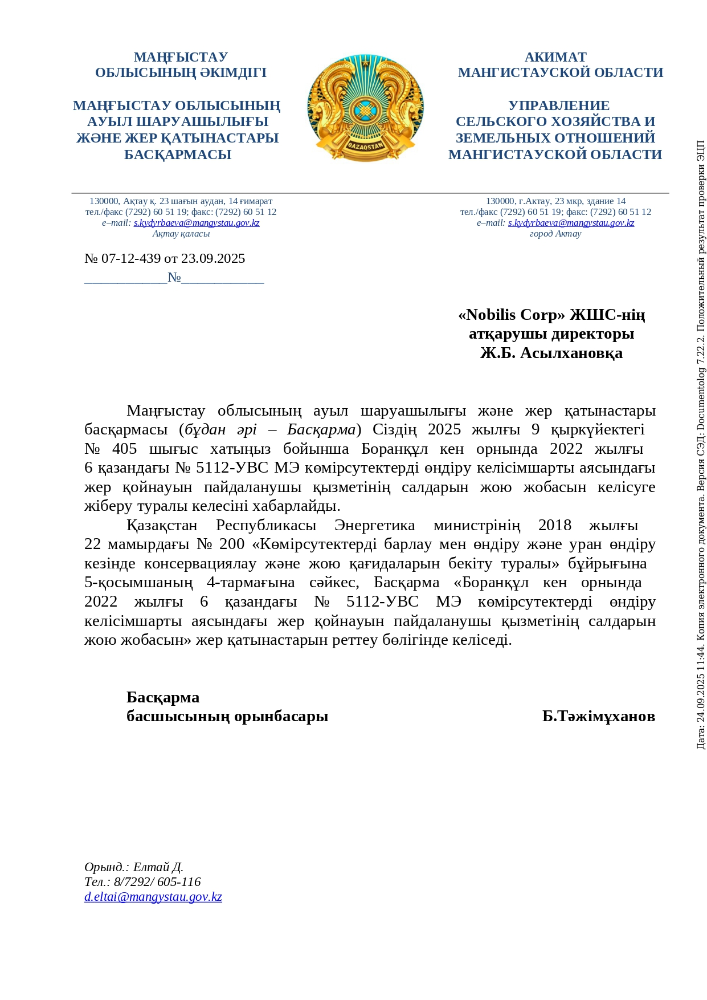 МАҢҒЫСТАУ
ОБЛЫСЫНЫҢ ӘКІМДІГІ
МАҢҒЫСТАУ ОБЛЫСЫНЫҢ
АУЫЛ ШАРУАШЫЛЫҒЫ
ЖӘНЕ ЖЕР ҚАТЫНАСТАРЫ
БАСҚАРМАСЫ
QAZAQSTAN
АКИМАТ
МАНГИСТАУСКОЙ ОБЛАСТИ
УПРАВЛЕНИЕ
СЕЛЬСКОГО ХОЗЯЙСТВА И
ЗЕМЕЛЬНЫХ ОТНОШЕНИЙ
МАНГИСТАУСКОЙ ОБЛАСТИ
130000, Ақтау қ. 23 шағын аудан, 14 ғимарат
тел./факс (7292) 60 51 19; факс: (7292) 60 51 12
e–mail: s.kydyrbaeva@mangystau.gov.kz
Ақтау қаласы
130000, г.Актау, 23 мкр, здание 14
тел./факс (7292) 60 51 19; факс: (7292) 60 51 12
e–mail: s.kydyrbaeva@mangystau.gov.kz
город Актау
№ 07-12-439 от 23.09.2025
____________№____________
«Nobilis Corp» ЖШС-нің
атқарушы директоры
Ж.Б. Асылхановқа
Маңғыстау облысының ауыл шаруашылығы және жер қатынастары
басқармасы (бұдан әрі – Басқарма) Сіздің 2025 жылғы 9 қыркүйектегі
№ 405 шығыс хатыңыз бойынша Боранқұл кен орнында 2022 жылғы
6 қазандағы № 5112-УВС МЭ көмірсутектерді өндіру келісімшарты аясындағы
жер қойнауын пайдаланушы қызметінің салдарын жою жобасын келісуге
жіберу туралы келесіні хабарлайды.
Қазақстан Республикасы Энергетика министрінің 2018 жылғы
22 мамырдағы № 200 «Көмірсутектерді барлау мен өндіру және уран өндіру
кезінде консервациялау және жою қағидаларын бекіту туралы» бұйрығына
5-қосымшаның 4-тармағына сәйкес, Басқарма «Боранқұл кен орнында
2022 жылғы 6 қазандағы № 5112-УВС МЭ көмірсутектерді өндіру
келісімшарты аясындағы жер қойнауын пайдаланушы қызметінің салдарын
жою жобасын» жер қатынастарын реттеу бөлігінде келіседі.
Басқарма
басшысының орынбасары Б.Тәжімұханов
Орынд.: Елтай Д.
Тел.: 8/7292/ 605-116
d.eltai@mangystau.gov.kz
Дата: 24.09.2025 11:44. Копия электронного документа. Версия СЭД: Documentolog 7.22.2. Положительный результат проверки ЭЦП